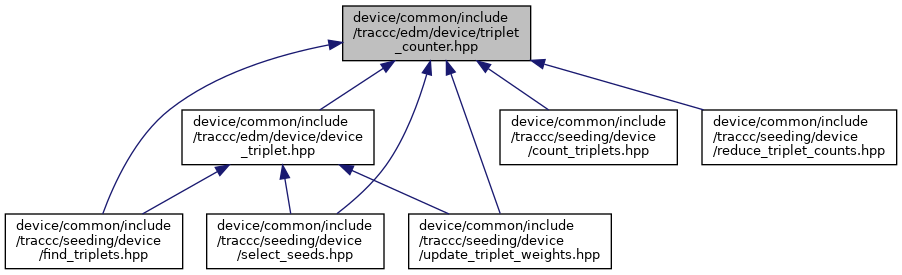 device/common/include
/traccc/edm/device/triplet
_counter.hpp
device/common/include
/traccc/edm/device/device
_triplet.hpp
device/common/include
/traccc/seeding/device
/count_triplets.hpp
device/common/include
/traccc/seeding/device
/reduce_triplet_counts.hpp
device/common/include
/traccc/seeding/device
/find_triplets.hpp
device/common/include
/traccc/seeding/device
/select_seeds.hpp
device/common/include
/traccc/seeding/device
/update_triplet_weights.hpp